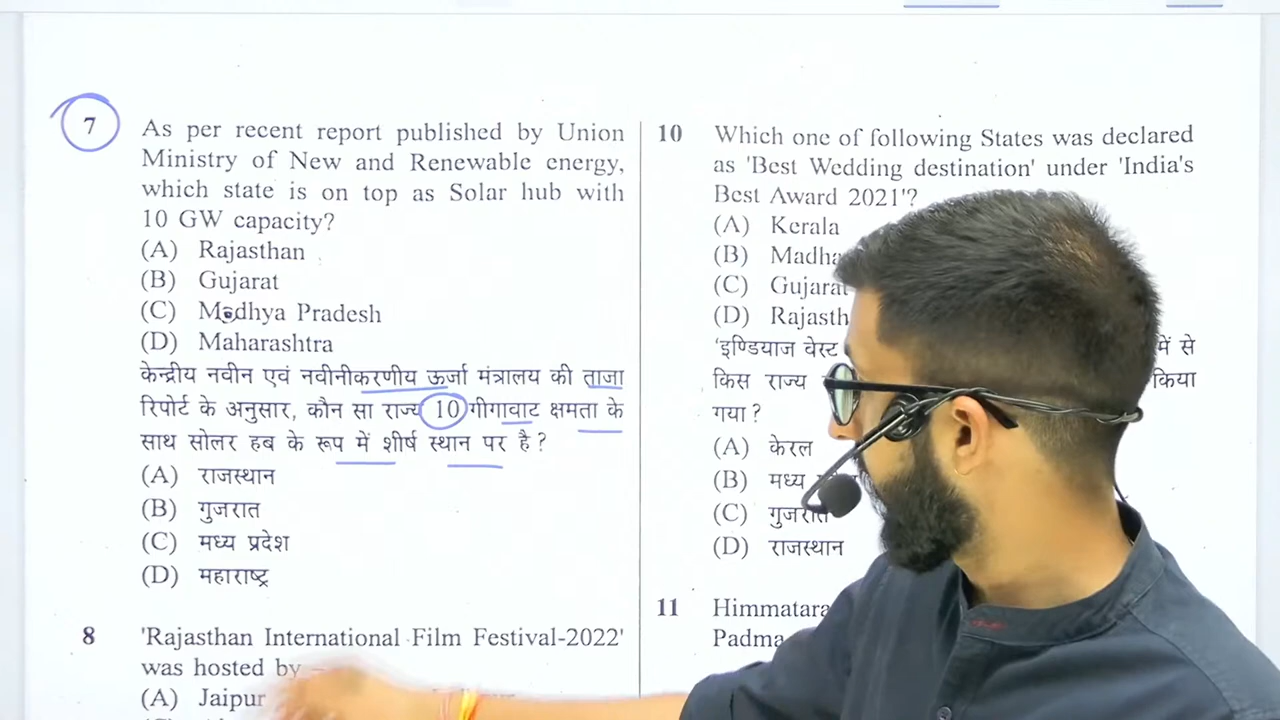 7
As per recent report published by Union
Ministry of New and Renewable energy,
which state is on top as Solar hub with
10 GW capacity?
(A) Rajasthan
(B) Gujarat
(C) Madhya Pradesh
(D) Maharashtra
केन्द्रीय नवीन एवं नवीनीकरणीय ऊर्जा मंत्रालय की ताजा
रिपोर्ट के अनुसार, कौन सा राज्य 10 गीगावाट क्षमता के
साथ सोलर हब के रूप में शीर्ष स्थान पर है ?
(A) राजस्थान
(B) गुजरात
(C) मध्य प्रदेश
(D) महाराष्ट्र
8
'Rajasthan International Film Festival-2022'
was hosted by
(A) Jaipur
10
Which one of following States was declared
as 'Best Wedding destination' under 'India's
Best Award 2021'?
(A) Kerala
(B) Madha
(C) Gujarat
(D) Rajasth
'इण्डियाज बेस्ट में से
किस राज्य किया
गया ?
(A) केरल
(B) मध्य
(C) गुजरात
(D) राजस्थान
11
Himmatara
Padma